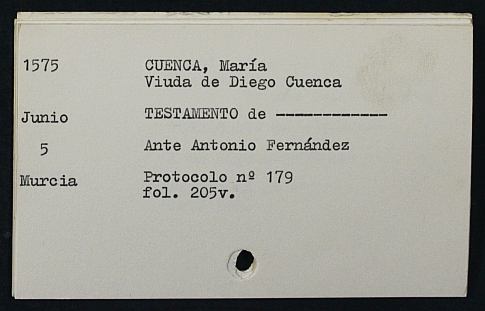 1575 CUENCA, María
Viuda de Diego Cuenca
Junio TESTAMENTO de ------------
5 Ante Antonio Fernández
Murcia Protocolo nº 179
fol. 205v.